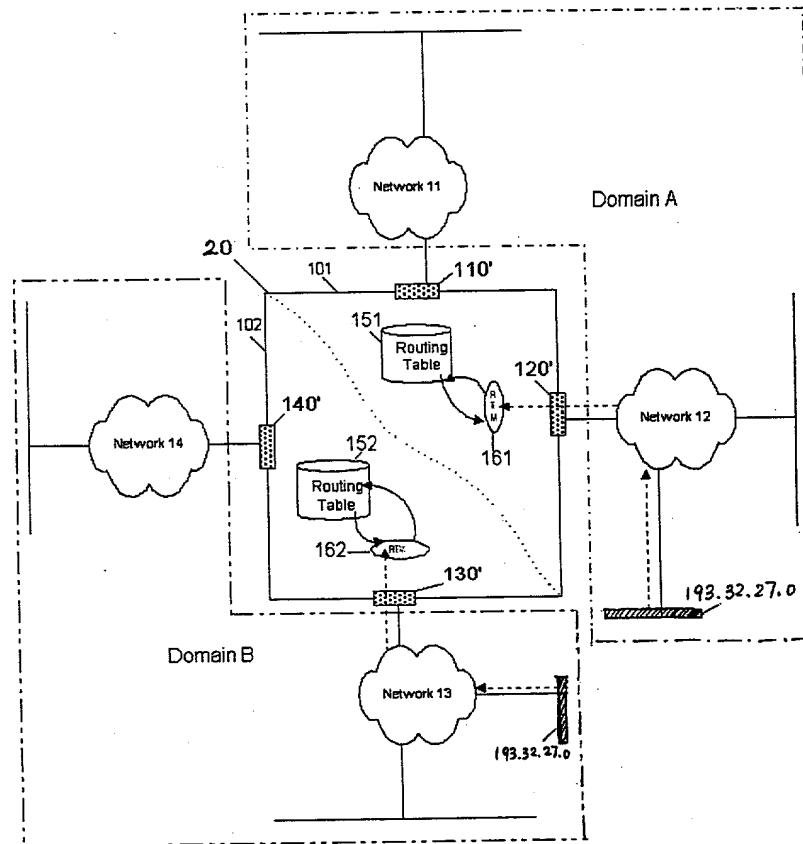 Network 11
Domain A
20
101
110'
102
151
Routing
Table
120'
RTM
161
140'
Network 14
Network 12
152
Routing
Table
162
130'
193.32.27.0
Domain B
Network 13
193.32.27.0